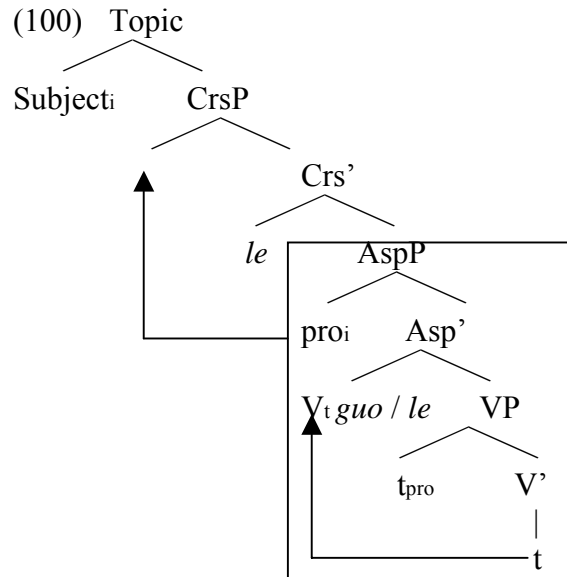 (100) Topic
Subjecti CrsP
Crs’
le AspP
proi Asp’
Vt guo / le VP
tpro V’
t